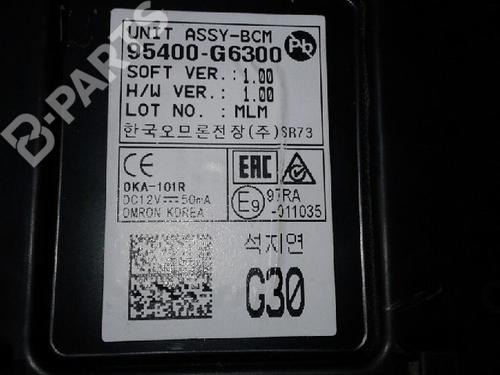 UNIT ASSY-BCM
95400-G6300
Pb
SOFT VER. : 1.00
H/W VER. : 1.00
LOT NO. : MLM
한국오므론전장(주) SR73
CE
OKA-101R
DC12V 50mA
OMRON KOREA
EAC
E9
97RA
-011035
석지연
G30
B-PARTS